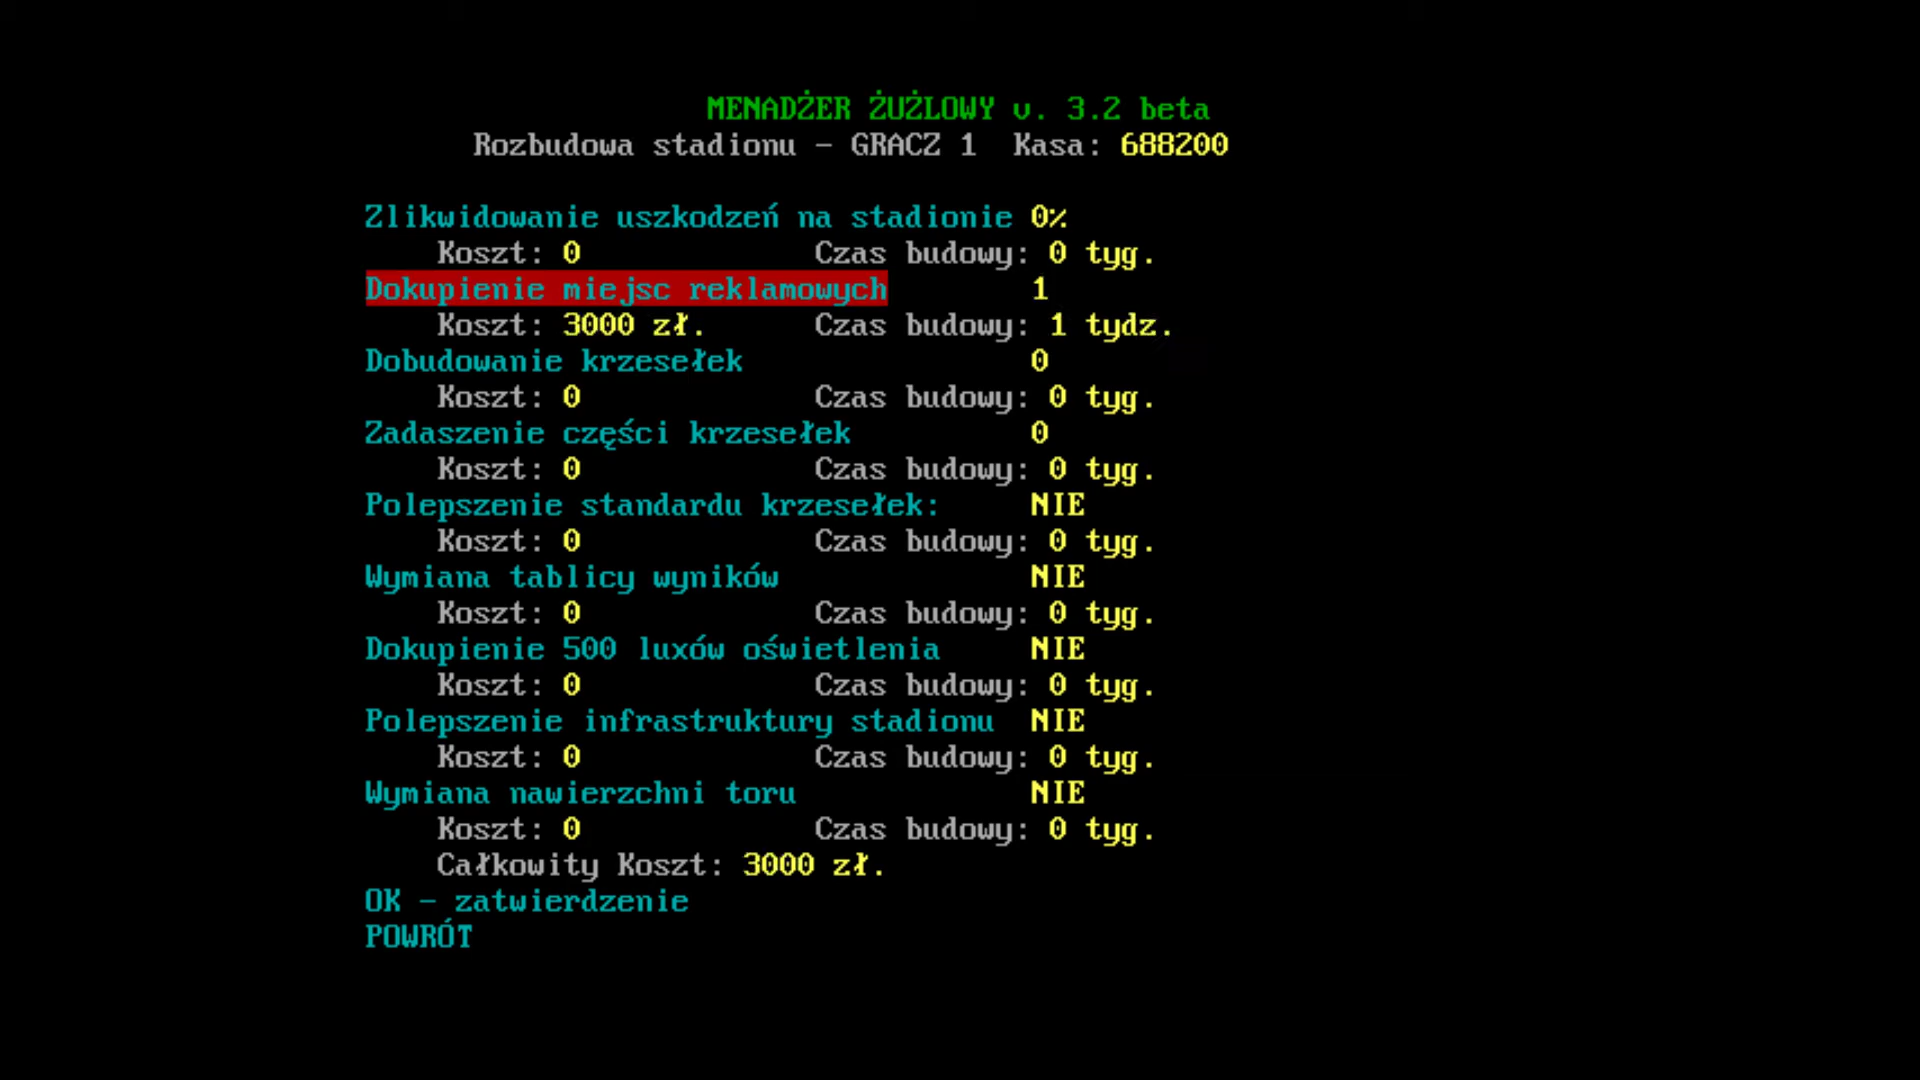 MENADŻER ŻUŻLOWY v. 3.2 beta
Rozbudowa stadionu - GRACZ 1 Kasa: 688200
Zlikwidowanie uszkodzeń na stadionie 0%
Koszt: 0 Czas budowy: 0 tyg.
Dokupienie miejsc reklamowych 1
Koszt: 3000 zł. Czas budowy: 1 tydz.
Dobudowanie krzesełek 0
Koszt: 0 Czas budowy: 0 tyg.
Zadaszenie części krzesełek 0
Koszt: 0 Czas budowy: 0 tyg.
Polepszenie standardu krzesełek: NIE
Koszt: 0 Czas budowy: 0 tyg.
Wymiana tablicy wyników NIE
Koszt: 0 Czas budowy: 0 tyg.
Dokupienie 500 luxów oświetlenia NIE
Koszt: 0 Czas budowy: 0 tyg.
Polepszenie infrastruktury stadionu NIE
Koszt: 0 Czas budowy: 0 tyg.
Wymiana nawierzchni toru NIE
Koszt: 0 Czas budowy: 0 tyg.
Całkowity Koszt: 3000 zł.
OK - zatwierdzenie
POWRÓT